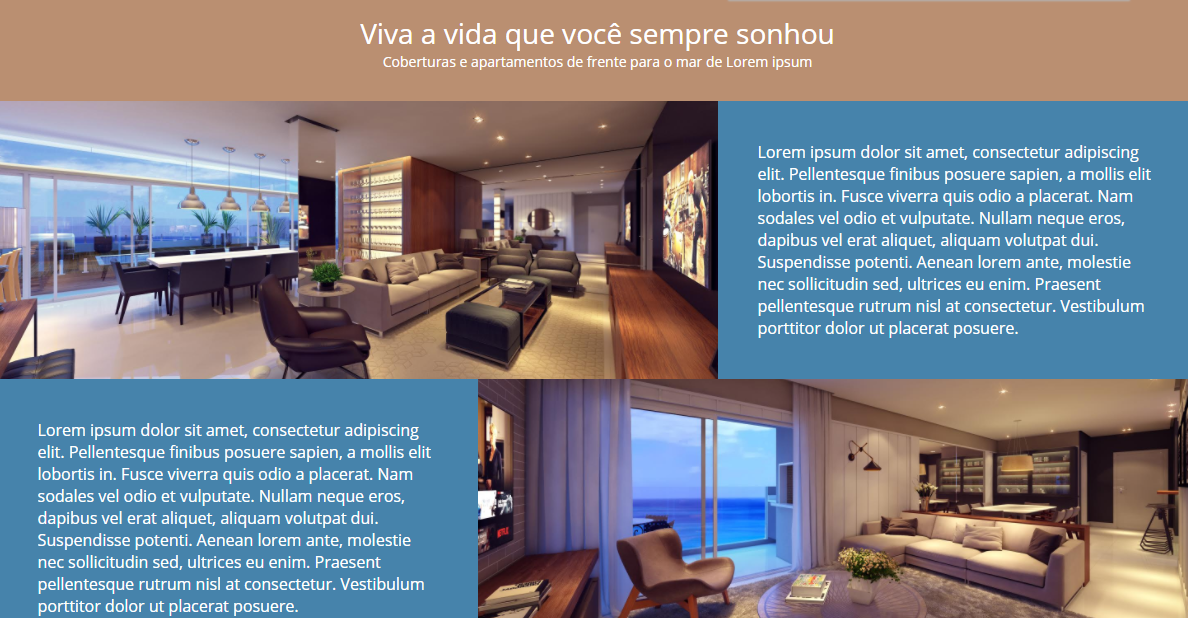 Viva a vida que você sempre sonhou
Coberturas e apartamentos de frente para o mar de Lorem ipsum
Lorem ipsum dolor sit amet, consectetur adipiscing
elit. Pellentesque finibus posuere sapien, a mollis elit
lobortis in. Fusce viverra quis odio a placerat. Nam
sodales vel odio et vulputate. Nullam neque eros,
dapibus vel erat aliquet, aliquam volutpat dui.
Suspendisse potenti. Aenean lorem ante, molestie
nec sollicitudin sed, ultrices eu enim. Praesent
pellentesque rutrum nisl at consectetur. Vestibulum
porttitor dolor ut placerat posuere.
Lorem ipsum dolor sit amet, consectetur adipiscing
elit. Pellentesque finibus posuere sapien, a mollis elit
lobortis in. Fusce viverra quis odio a placerat. Nam
sodales vel odio et vulputate. Nullam neque eros,
dapibus vel erat aliquet, aliquam volutpat dui.
Suspendisse potenti. Aenean lorem ante, molestie
nec sollicitudin sed, ultrices eu enim. Praesent
pellentesque rutrum nisl at consectetur. Vestibulum
porttitor dolor ut placerat posuere.
NETFLIX